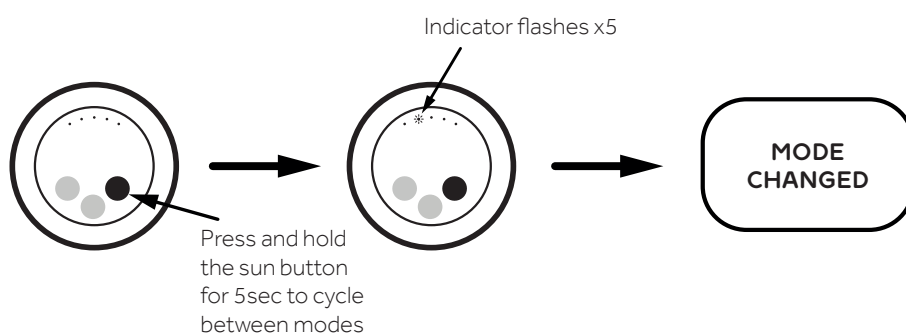 Indicator flashes x5
Press and hold
the sun button
for 5sec to cycle
between modes
MODE
CHANGED